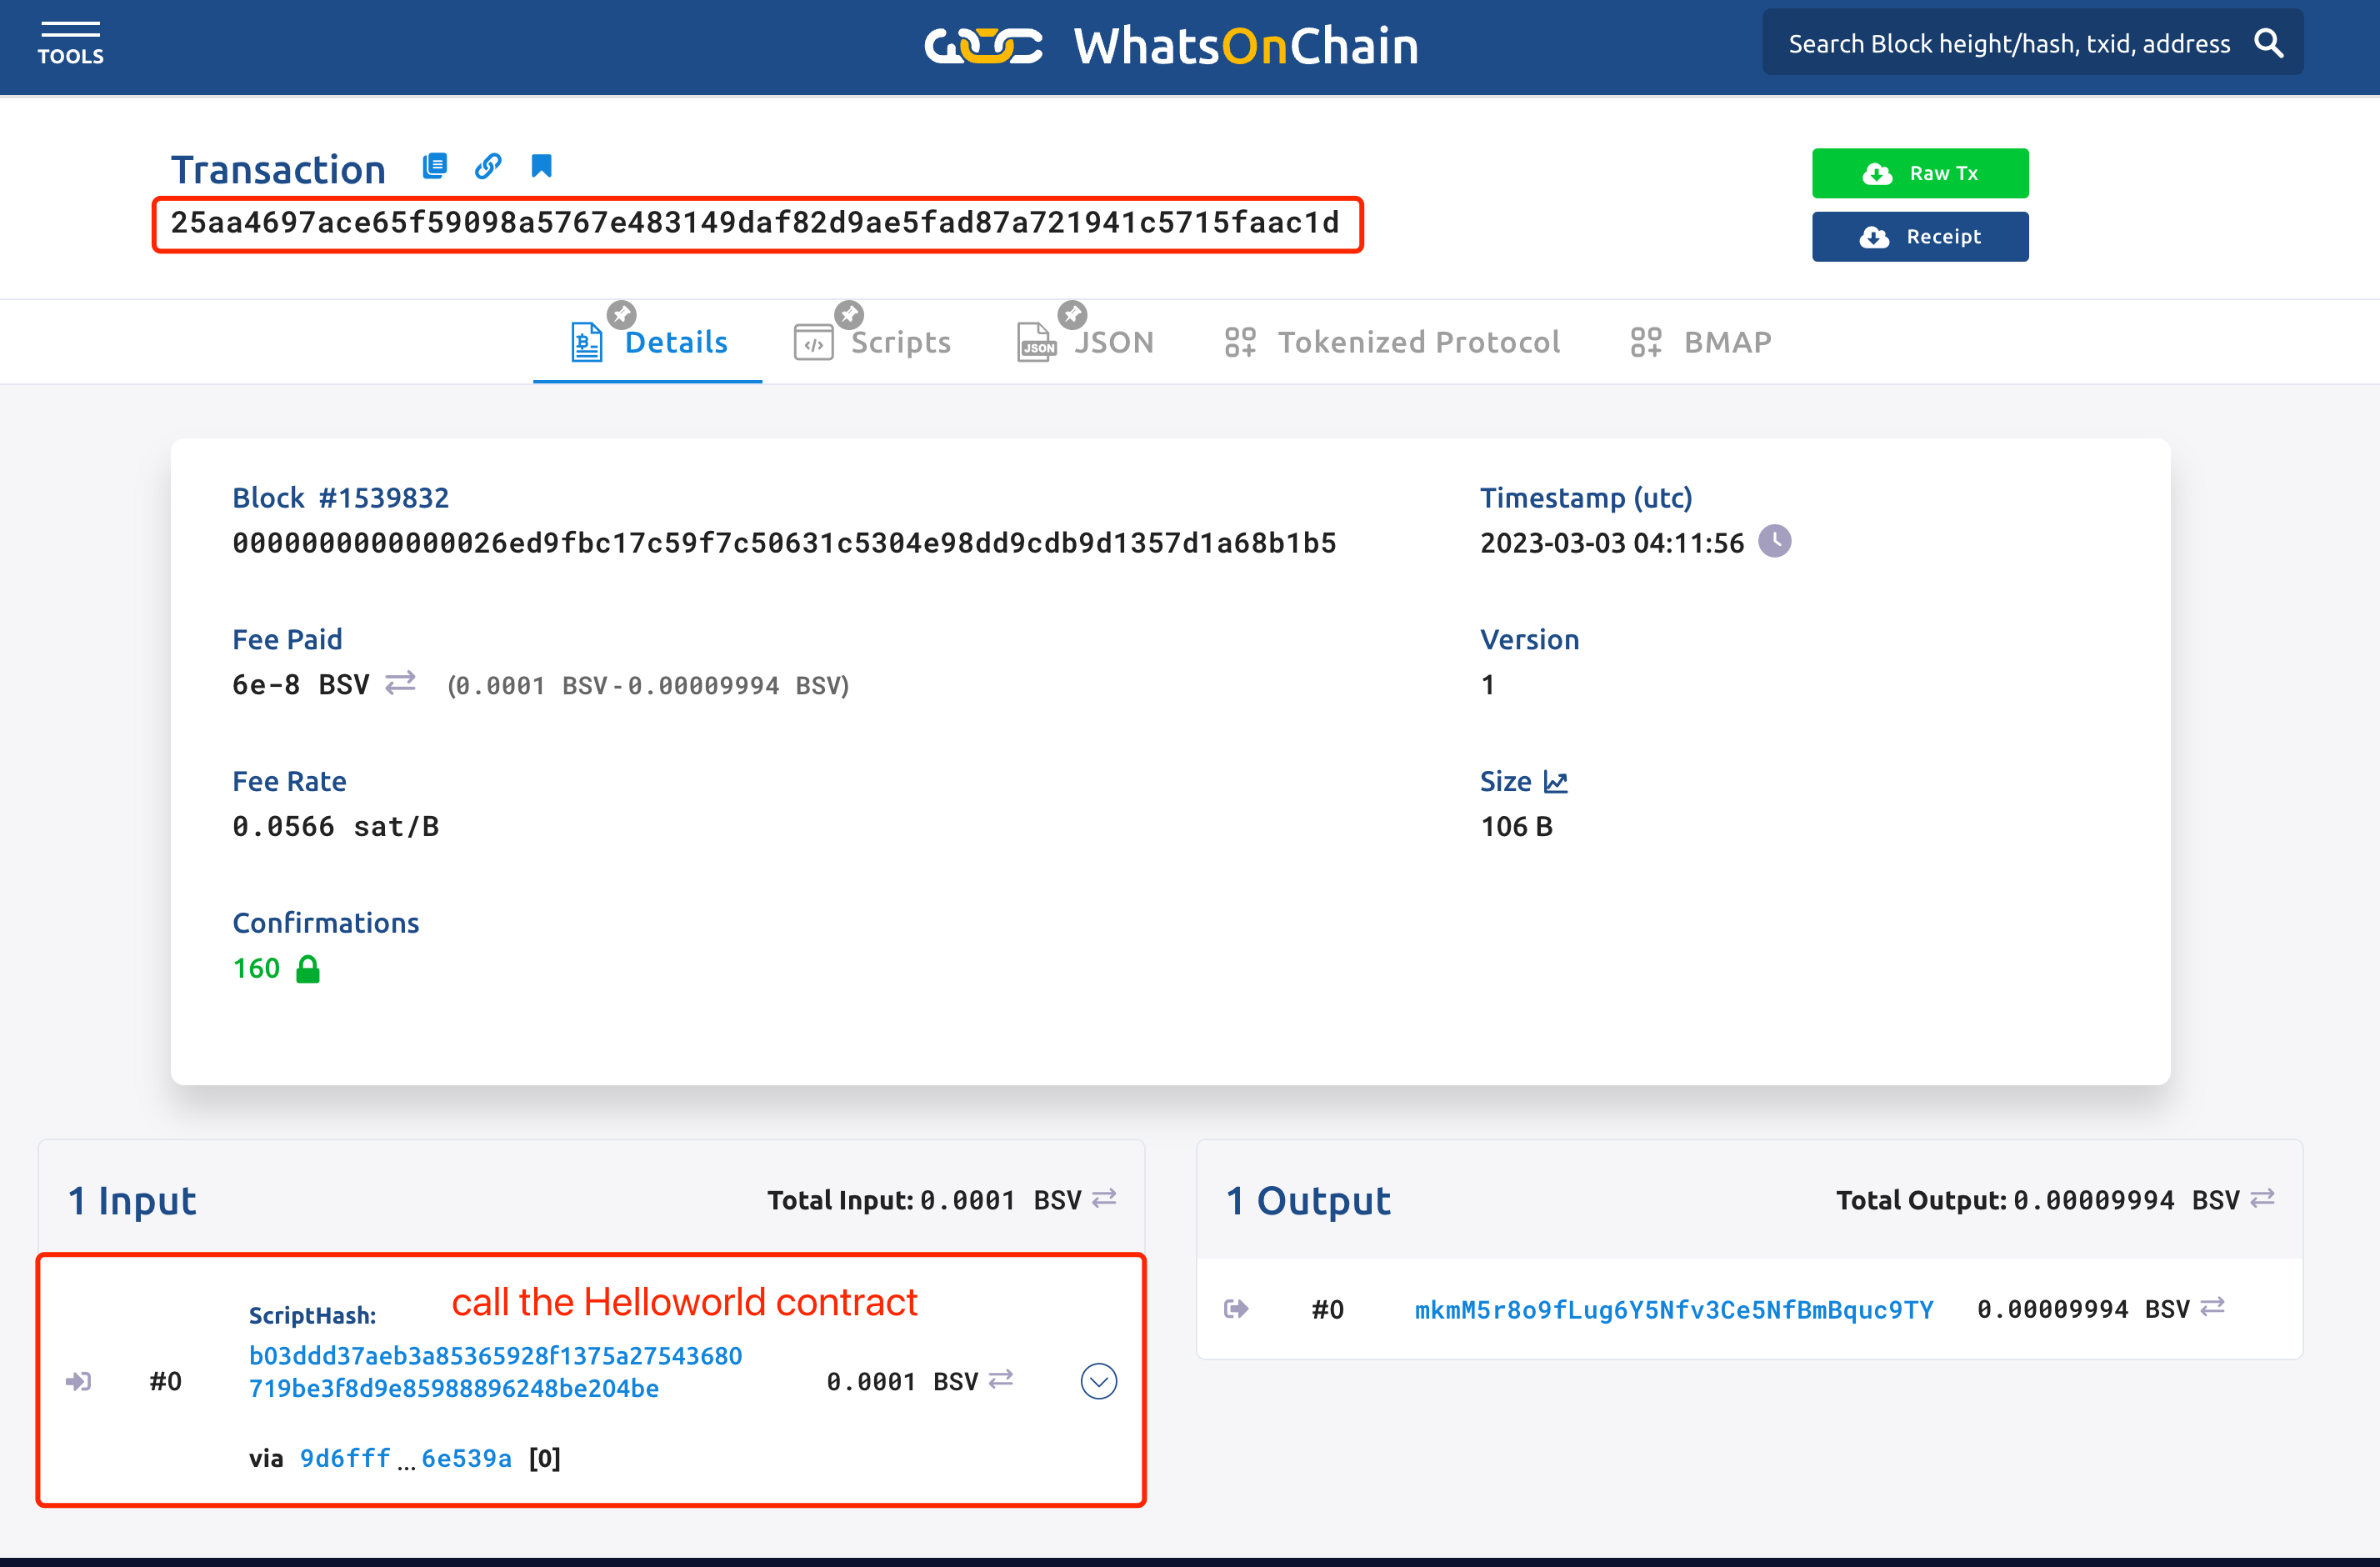 TOOLS
WhatsOnChain
Search Block height/hash, txid, address
Transaction
25aa4697ace65f59098a5767e483149daf82d9ae5fad87a721941c5715faac1d
Raw Tx
Receipt
Details
Scripts
JSON
JSON
Tokenized Protocol
BMAP
Block #1539832
0000000000000026ed9fbc17c59f7c50631c5304e98dd9cdb9d1357d1a68b1b5
Timestamp (utc)
2023-03-03 04:11:56
Fee Paid
6e-8 BSV (0.0001 BSV-0.00009994 BSV)
Version
1
Fee Rate
0.0566 sat/B
Size
106 B
Confirmations
160
1 Input
Total Input: 0.0001 BSV
call the Helloworld contract
ScriptHash:
#0
b03ddd37aeb3a85365928f1375a27543680
719be3f8d9e85988896248be204be
0.0001 BSV
via 9d6fff ... 6e539a [0]
1 Output
Total Output: 0.00009994 BSV
#0 mkmM5r8o9fLug6Y5Nfv3Ce5NfBmBquc9TY 0.00009994 BSV